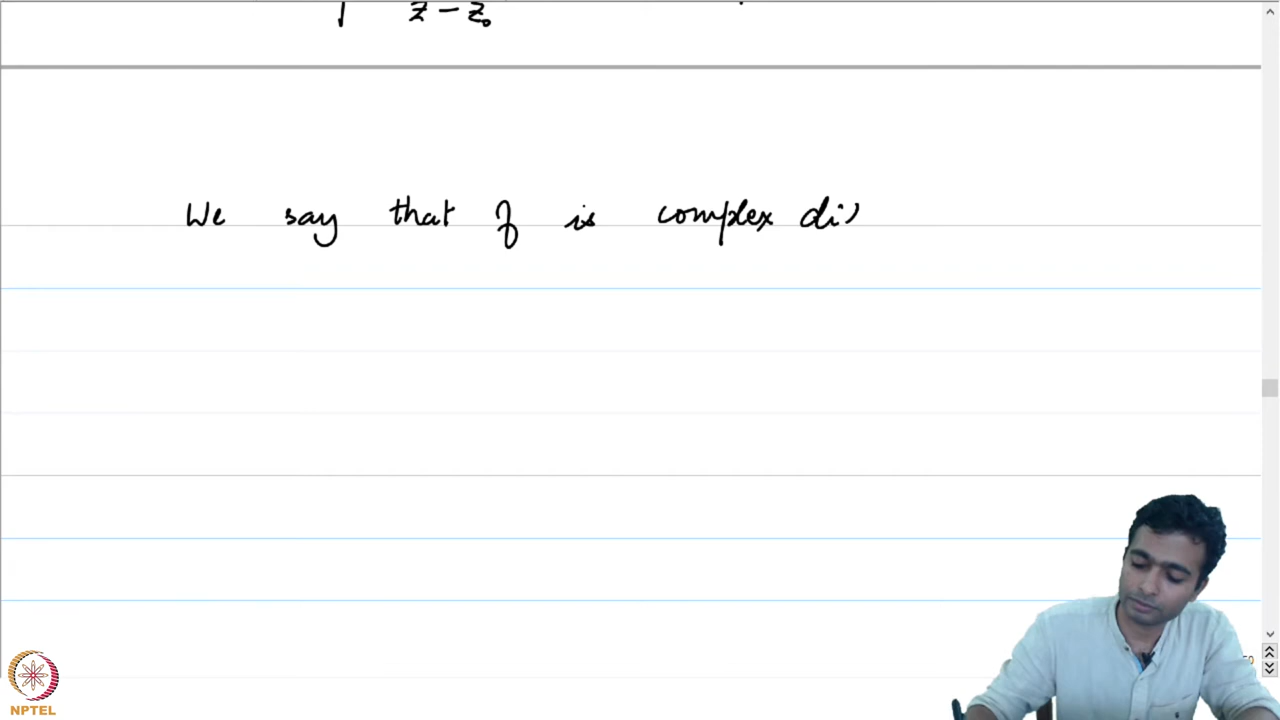 z - z₀
We say that f is complex di
NPTEL